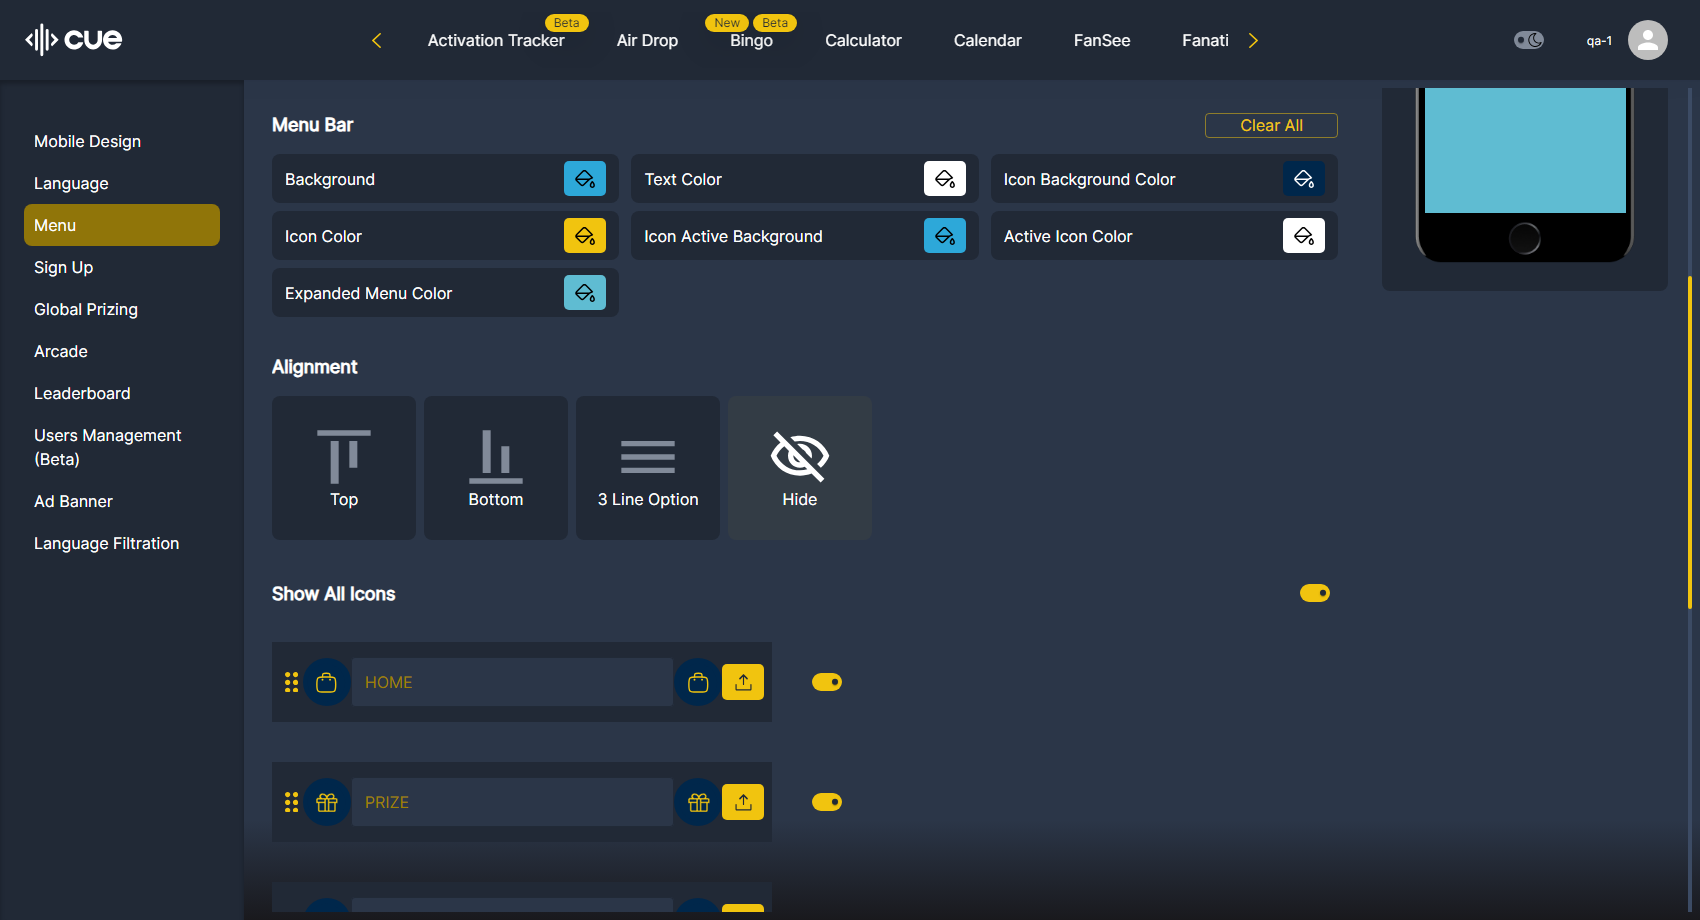 cue
Activation Tracker
Beta
Air Drop
New
Beta
Bingo
Calculator
Calendar
FanSee
Fanati
qa-1
Mobile Design
Language
Menu
Sign Up
Global Prizing
Arcade
Leaderboard
Users Management
(Beta)
Ad Banner
Language Filtration
Menu Bar
Clear All
Background
Text Color
Icon Background Color
Icon Color
Icon Active Background
Active Icon Color
Expanded Menu Color
Alignment
Top
Bottom
3 Line Option
Hide
Show All Icons
HOME
PRIZE